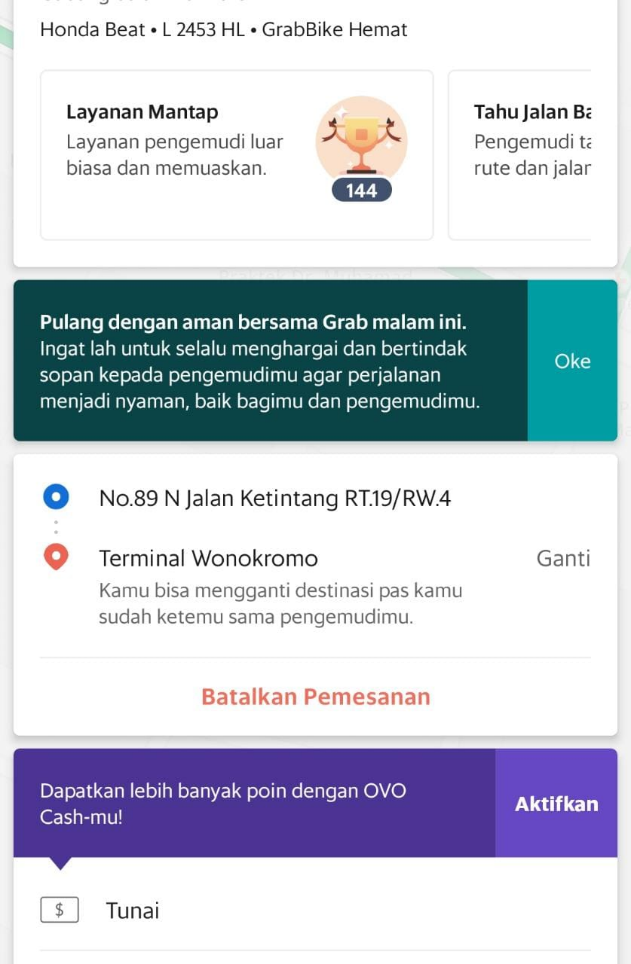 Honda Beat • L 2453 HL • GrabBike Hemat
Layanan Mantap
Layanan pengemudi luar
biasa dan memuaskan.
144
Tahu Jalan Ba
Pengemudi ta
rute dan jalan
Pulang dengan aman bersama Grab malam ini.
Ingat lah untuk selalu menghargai dan bertindak
sopan kepada pengemudimu agar perjalanan
menjadi nyaman, baik bagimu dan pengemudimu.
Oke
No.89 N Jalan Ketintang RT.19/RW.4
Terminal Wonokromo
Ganti
Kamu bisa mengganti destinasi pas kamu
sudah ketemu sama pengemudimu.
Batalkan Pemesanan
Dapatkan lebih banyak poin dengan OVO
Cash-mu!
Aktifkan
$
Tunai